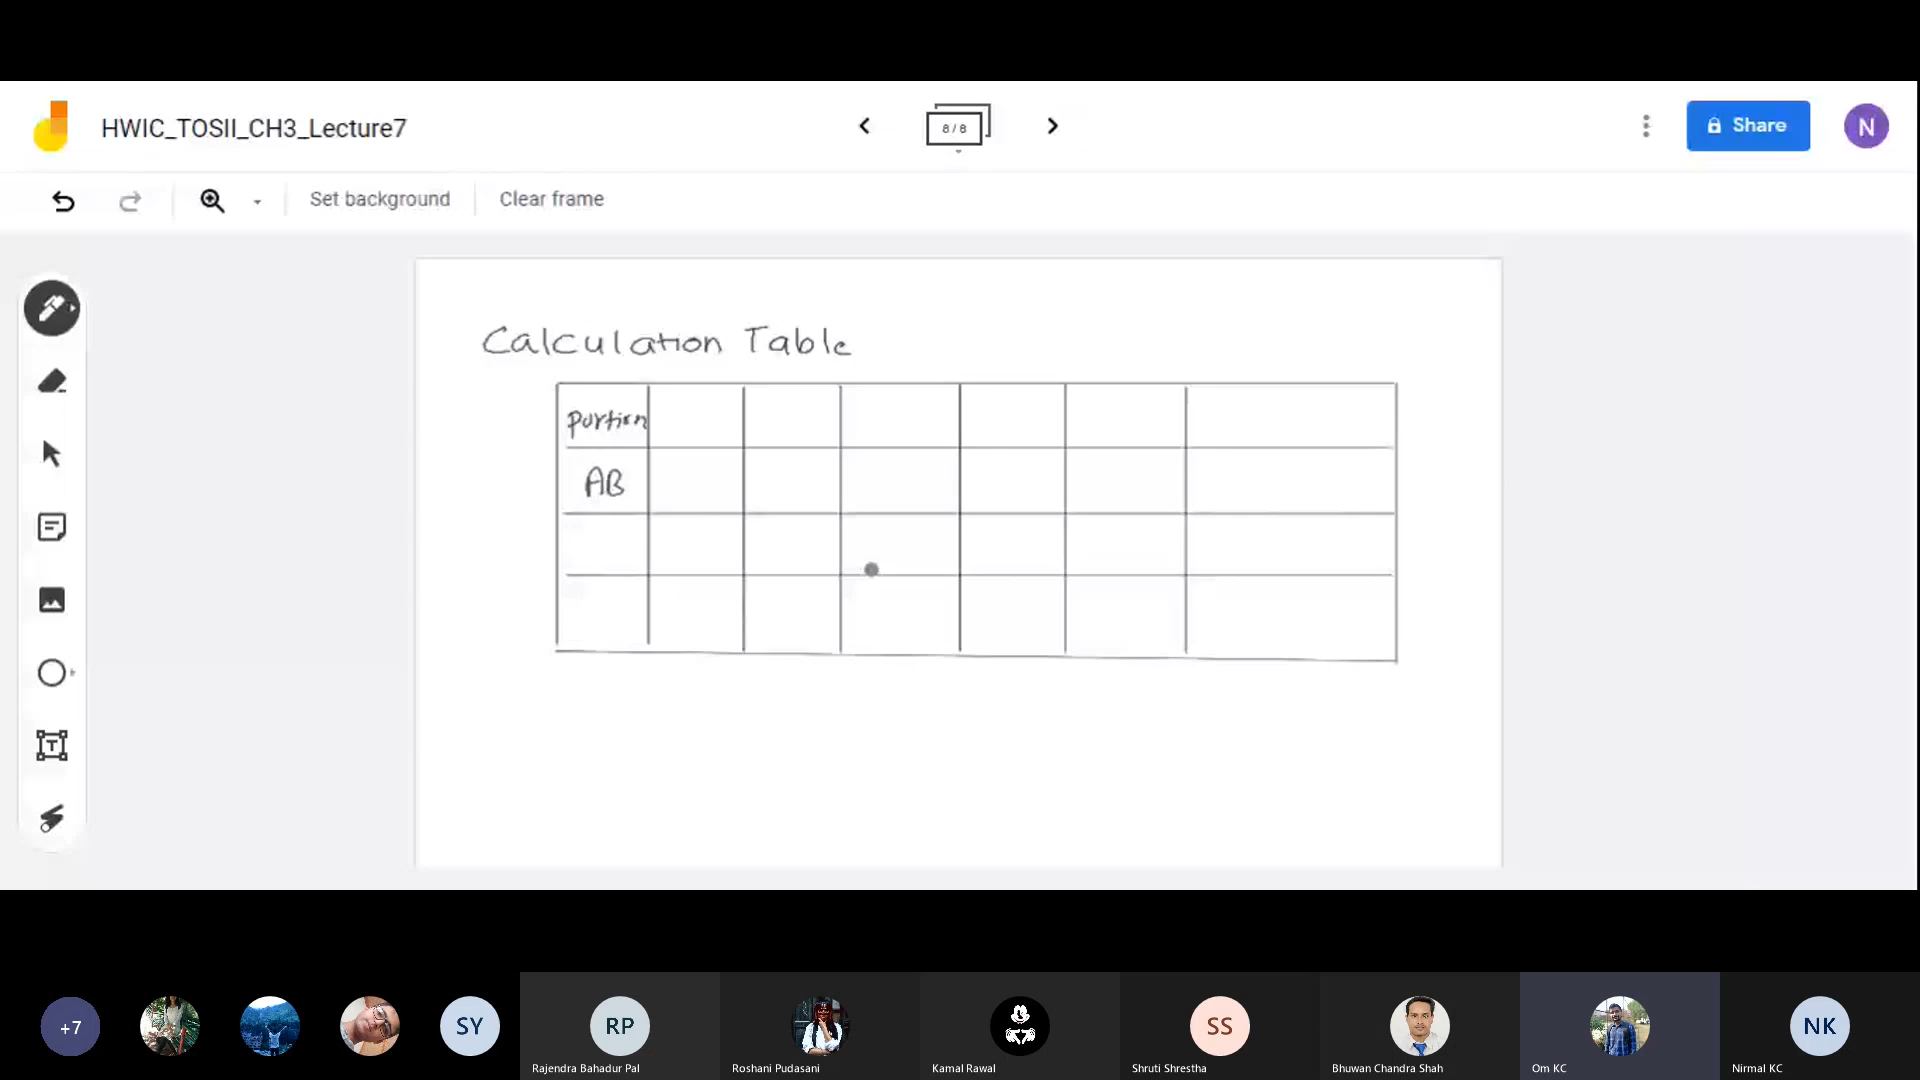 HWIC_TOSII_CH3_Lecture7
8/8
Share
N
Set background
Clear frame
Calculation Table
portion
AB
+7
SY
RP
SS
NK
Rajendra Bahadur Pal
Roshani Pudasani
Kamal Rawal
Shruti Shrestha
Bhuwan Chandra Shah
Om KC
Nirmal KC